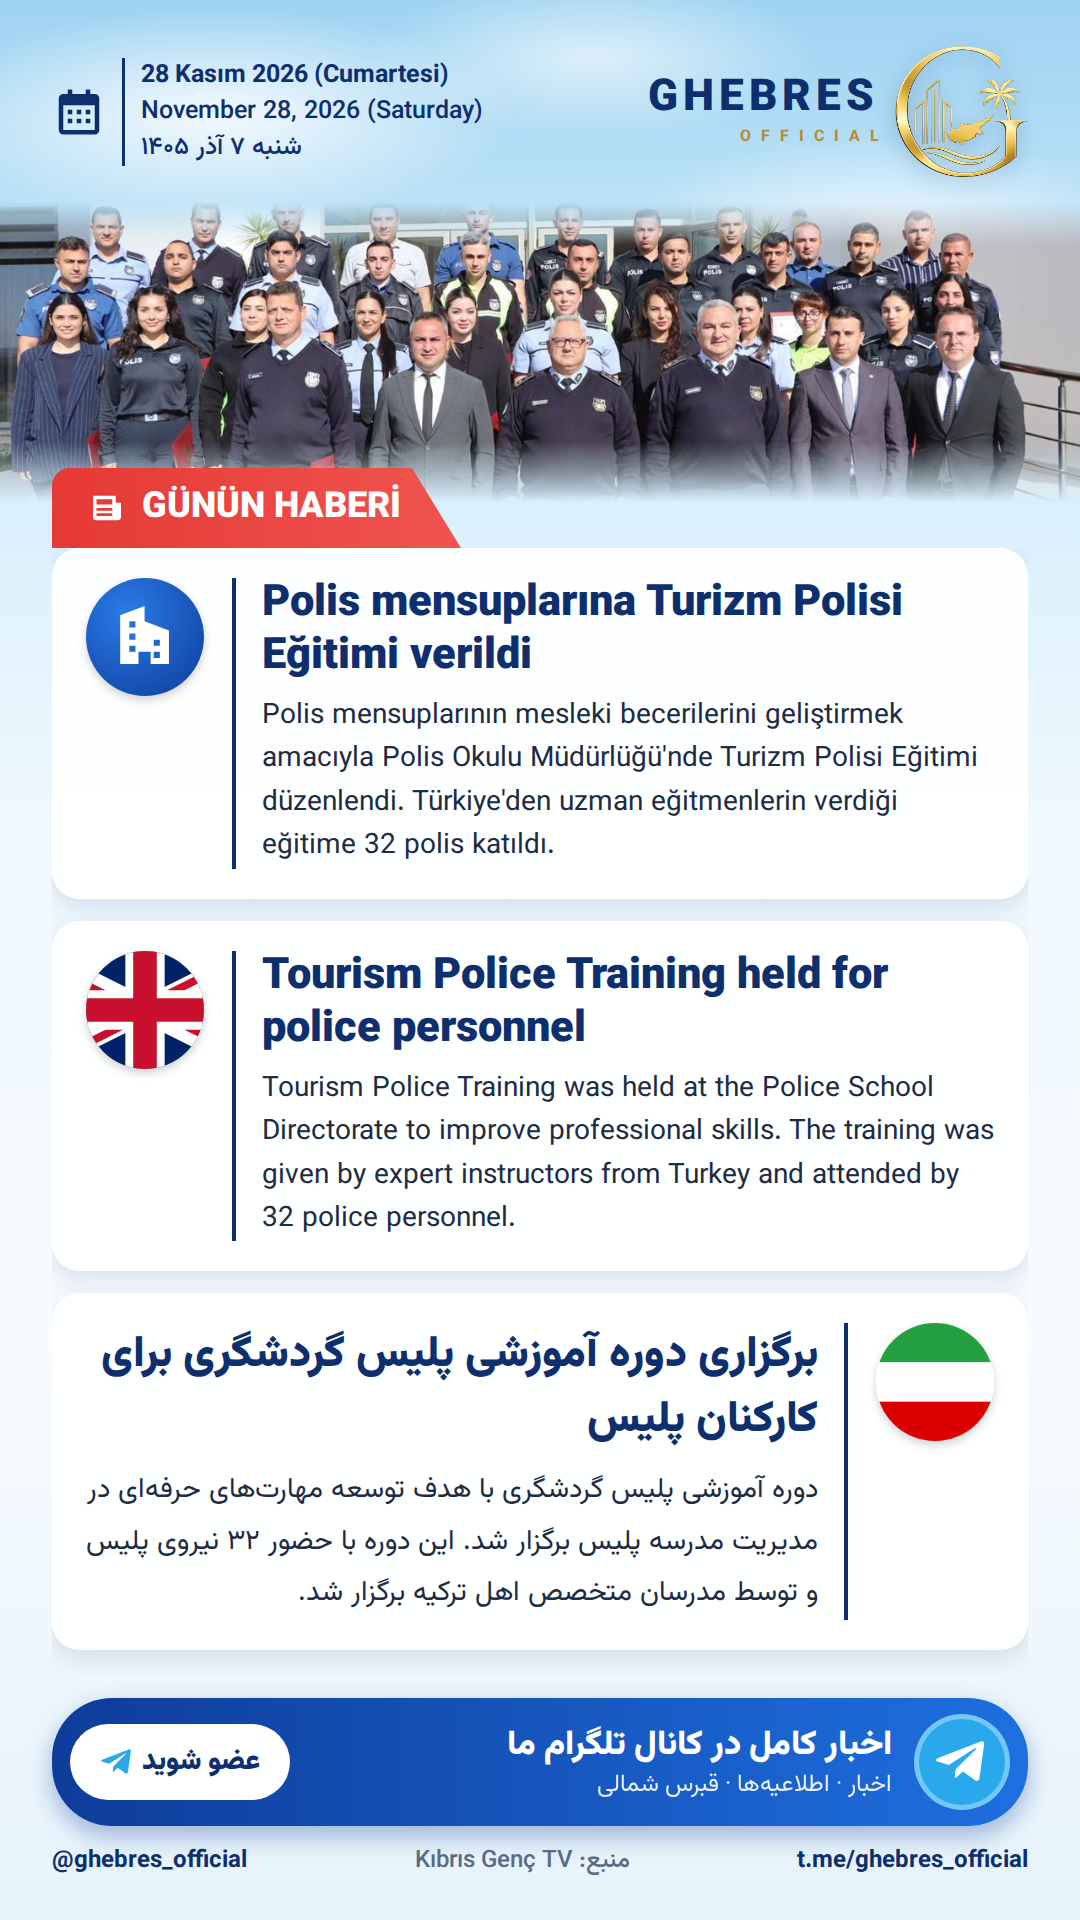 28 Kasım 2026 (Cumartesi)
November 28, 2026 (Saturday)
شنبه ۷ آذر ۱۴۰۵
GHEBRES
OFFICIAL
GÜNÜN HABERİ
Polis mensuplarına Turizm Polisi
Eğitimi verildi
Polis mensuplarının mesleki becerilerini geliştirmek
amacıyla Polis Okulu Müdürlüğü'nde Turizm Polisi Eğitimi
düzenlendi. Türkiye'den uzman eğitmenlerin verdiği
eğitime 32 polis katıldı.
Tourism Police Training held for
police personnel
Tourism Police Training was held at the Police School
Directorate to improve professional skills. The training was
given by expert instructors from Turkey and attended by
32 police personnel.
برگزاری دوره آموزشی پلیس گردشگری برای
کارکنان پلیس
دوره آموزشی پلیس گردشگری با هدف توسعه مهارت‌های حرفه‌ای در
مدیریت مدرسه پلیس برگزار شد. این دوره با حضور ۳۲ نیروی پلیس
و توسط مدرسان متخصص اهل ترکیه برگزار شد.
اخبار کامل در کانال تلگرام ما
اخبار · اطلاعیه‌ها · قبرس شمالی
عضو شوید
@ghebres_official
منبع: Kıbrıs Genç TV
t.me/ghebres_official